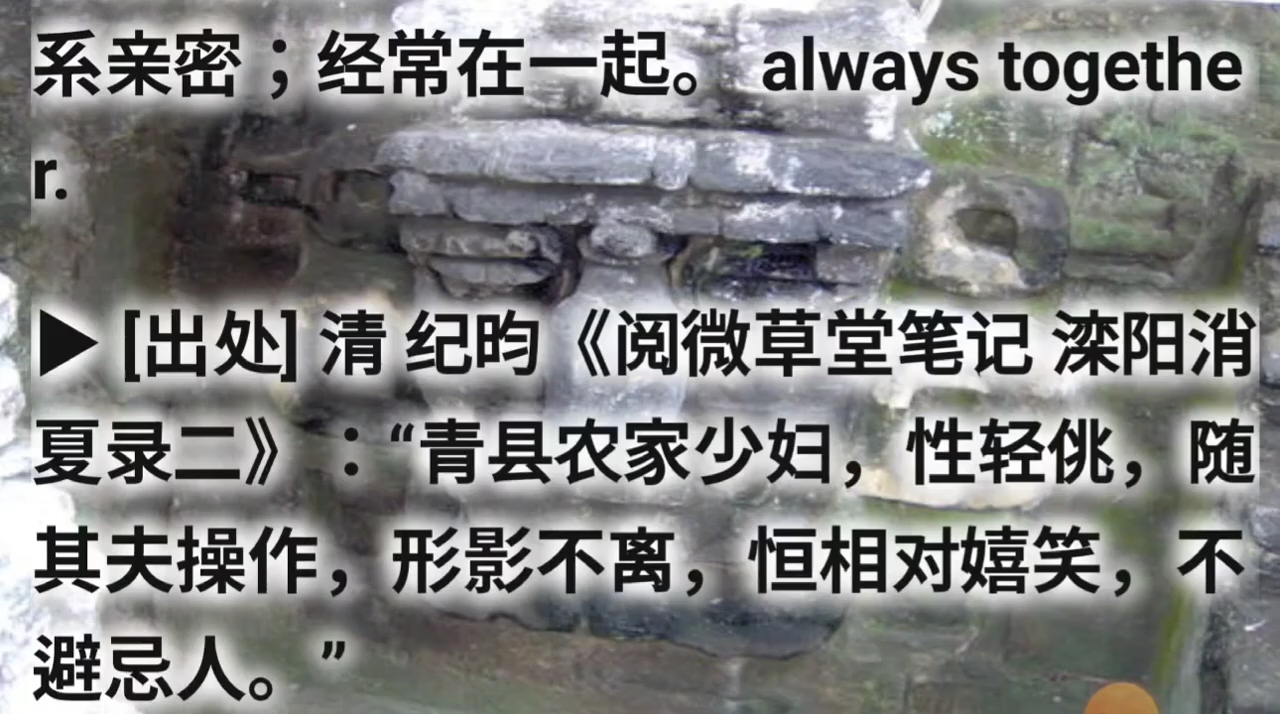 系亲密；经常在一起。 always togethe
r.
▶ [出处] 清 纪昀《阅微草堂笔记 滦阳消
夏录二》：“青县农家少妇，性轻佻，随
其夫操作，形影不离，恒相对嬉笑，不
避忌人。”